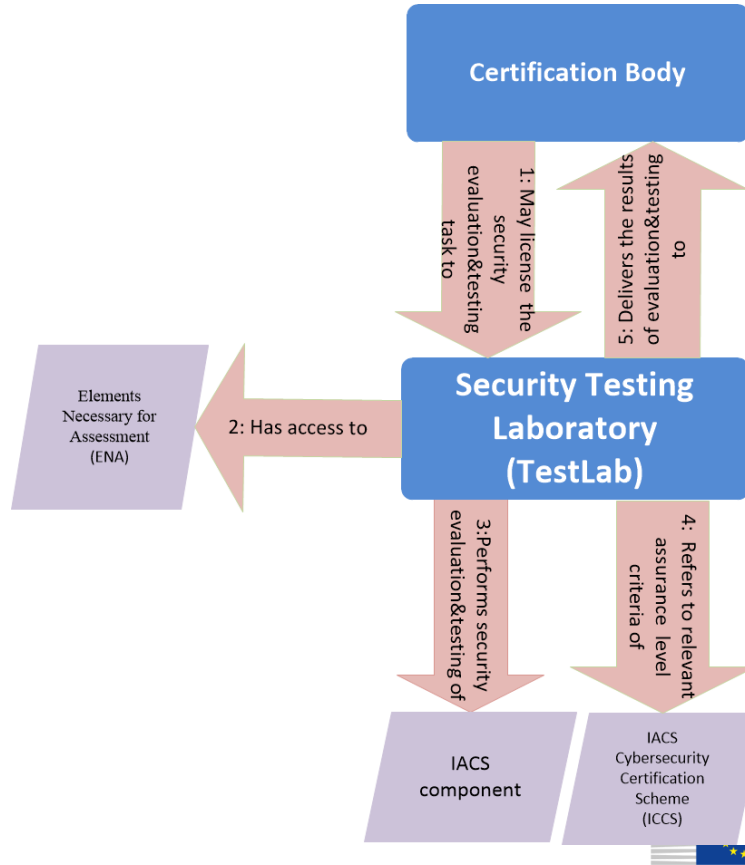 Certification Body
1: May license the
security
evaluation&testing
task to
5: Delivers the results
of evaluation&testing
to
Elements
Necessary for
Assessment
(ENA)
2: Has access to
Security Testing
Laboratory
(TestLab)
3:Performs security
evaluation&testing of
4: Refers to relevant
assurance level
criteria of
IACS
component
IACS
Cybersecurity
Certification
Scheme
(ICCS)